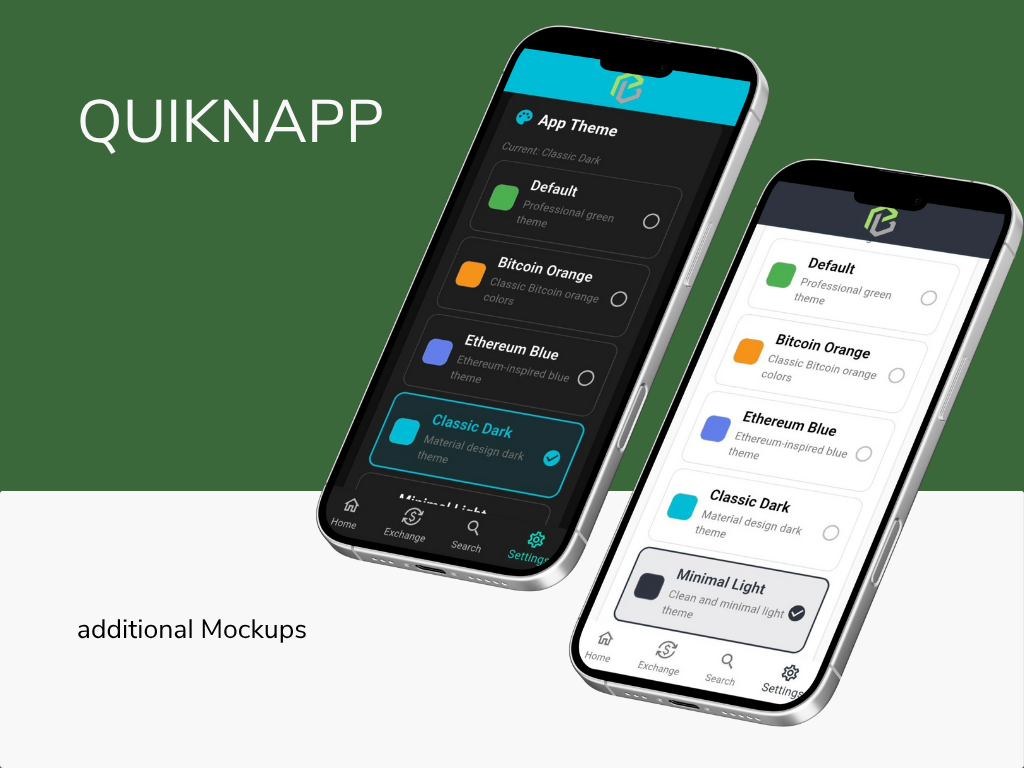 QUIKNAPP
additional Mockups
App Theme
Current: Classic Dark
Default
Professional green
theme
Bitcoin Orange
Classic Bitcoin orange
colors
Ethereum Blue
Ethereum-inspired blue
theme
Classic Dark
Material design dark
theme
Minimal Light
Home
Exchange
Search
Settings
Default
Professional green
theme
Bitcoin Orange
Classic Bitcoin orange
colors
Ethereum Blue
Ethereum-inspired blue
theme
Classic Dark
Material design dark
theme
Minimal Light
Clean and minimal light
theme
Home
Exchange
Search
Settings